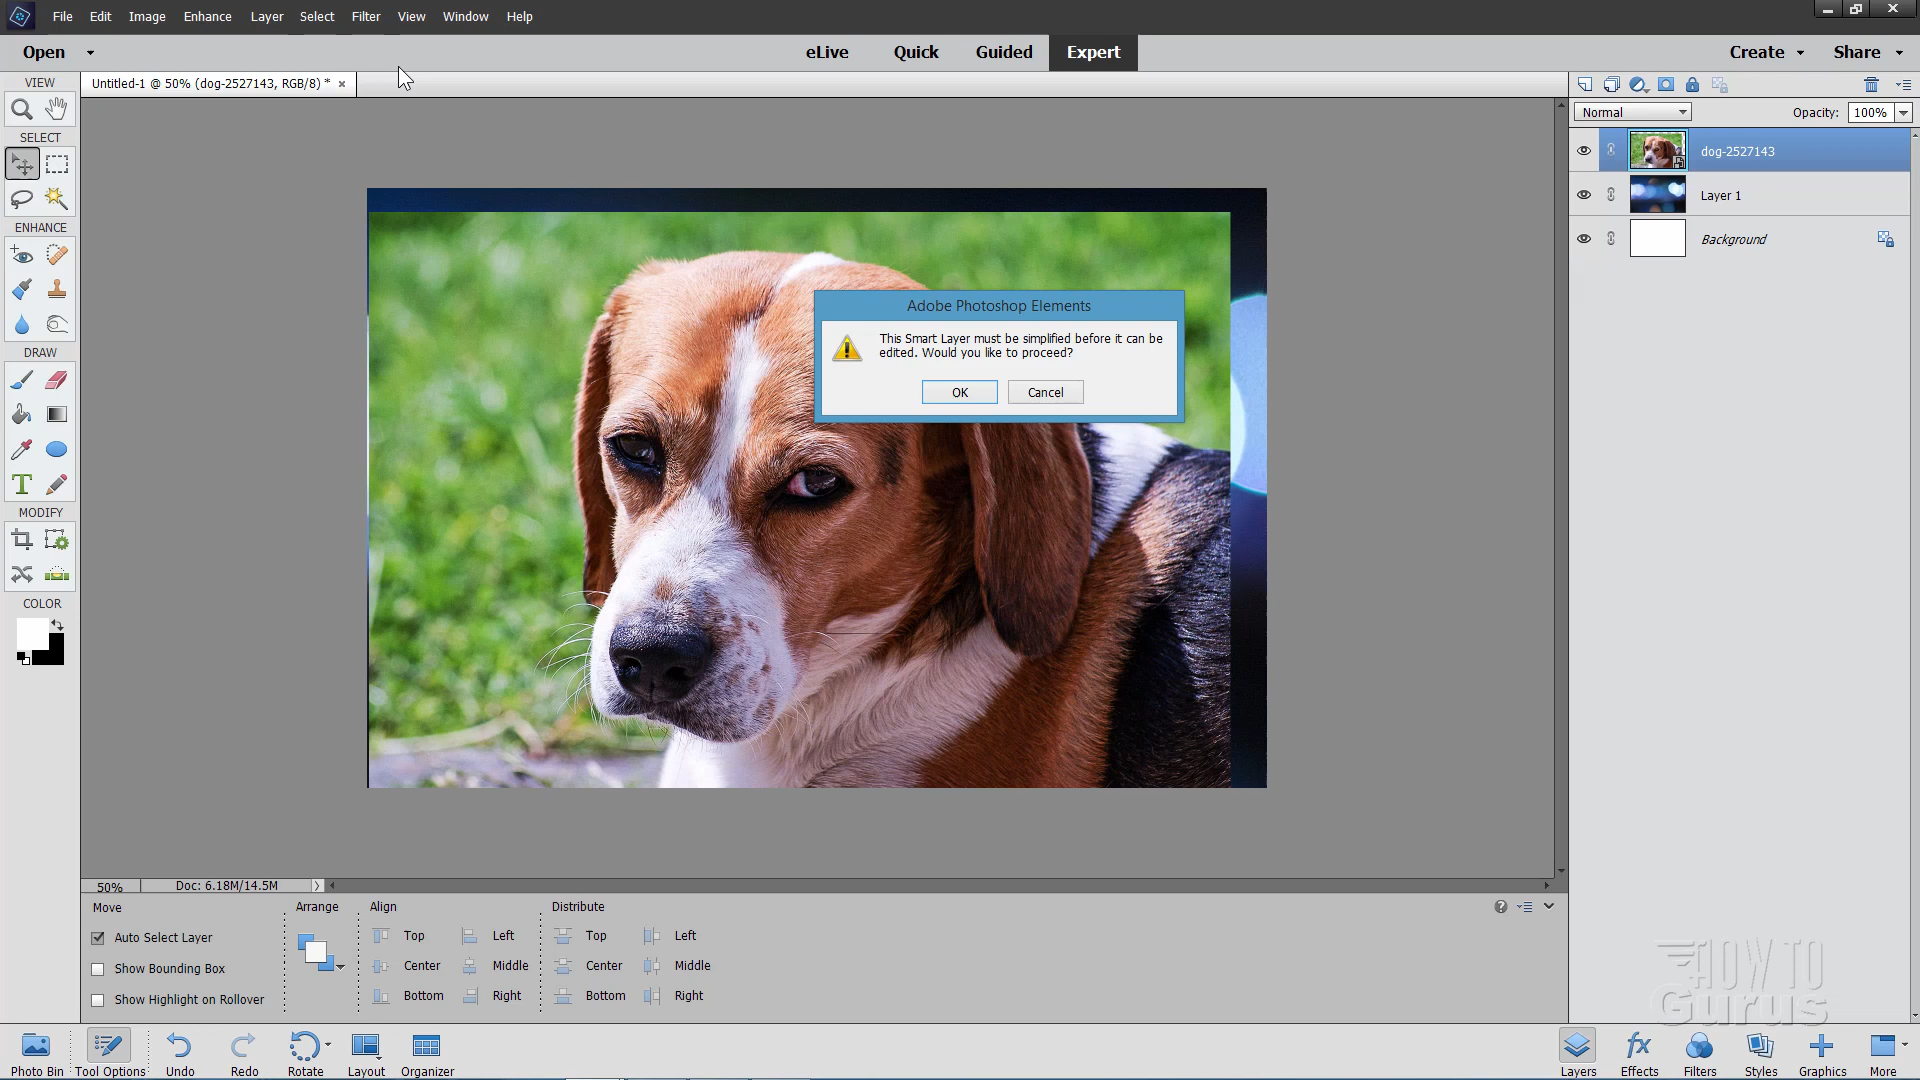 File Edit Image Enhance Layer Select Filter View Window Help
Open eLive Quick Guided Expert Create Share
Untitled-1 @ 50% (dog-2527143, RGB/8) * ×
VIEW
SELECT
ENHANCE
DRAW
MODIFY
COLOR
Normal Opacity: 100%
dog-2527143
Layer 1
Background
Adobe Photoshop Elements
This Smart Layer must be simplified before it can be
edited. Would you like to proceed?
OK Cancel
50% Doc: 6.18M/14.5M
Move Arrange Align Distribute
Auto Select Layer Top Left Top Left
Show Bounding Box Center Middle Center Middle
Show Highlight on Rollover Bottom Right Bottom Right
HOW TO
Gurus
Photo Bin Tool Options Undo Redo Rotate Layout Organizer Layers Effects Filters Styles Graphics More